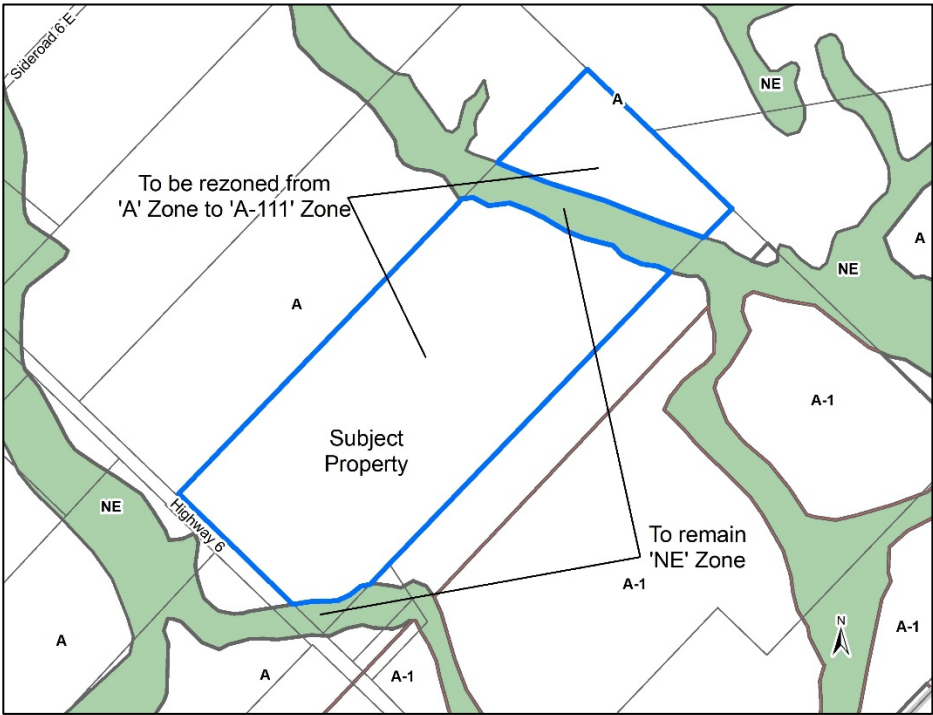 Sideroad 6 E
NE
A
To be rezoned from
'A' Zone to 'A-111' Zone
A
NE
A
A-1
Subject
Property
NE
Highway 6
To remain
'NE' Zone
A-1
N
A
A
A-1
A-1